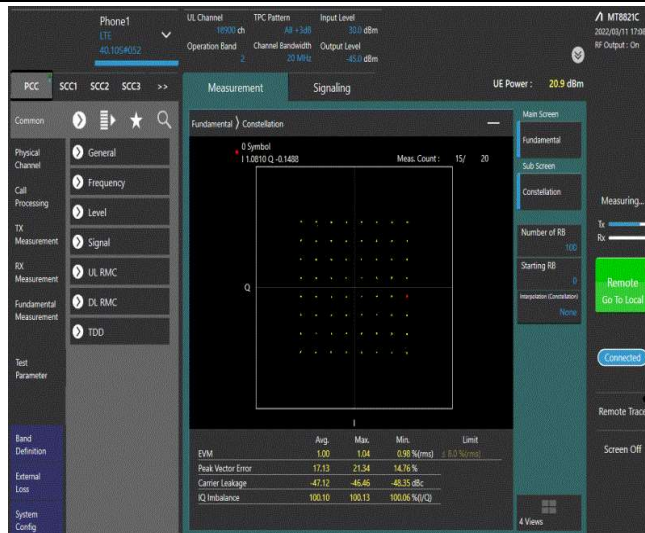 Phone1
LTE
40.105#052
UL Channel
18900 ch
Operation Band
2
TPC Pattern
All +3dB
Channel Bandwidth
20 MHz
Input Level
30.0 dBm
Output Level
-45.0 dBm
MT8821C
2022/03/11 17:08
RF Output : On
PCC SCC1 SCC2 SCC3 >>
Measurement Signaling
UE Power : 20.9 dBm
Common
Physical
Channel
Call
Processing
TX
Measurement
RX
Measurement
Fundamental
Measurement
Test
Parameter
Band
Definition
External
Loss
System
Config
General
Frequency
Level
Signal
UL RMC
DL RMC
TDD
Fundamental 〉 Constellation
0 Symbol
I 1.0810 Q -0.1488
Meas. Count : 15/ 20
Q
I
Avg. Max. Min. Limit
EVM 1.00 1.04 0.98 %(rms) ± 8.0 %(rms)
Peak Vector Error 17.13 21.34 14.76 %
Carrier Leakage -47.12 -46.46 -48.35 dBc
IQ Imbalance 100.10 100.13 100.06 %(I/Q)
Main Screen
Fundamental
Sub Screen
Constellation
Number of RB
100
Starting RB
0
Interpolation (Constellation)
None
4 Views
Measuring...
Tx
Rx
Remote
Go To Local
Connected
Remote Trace
Screen Off